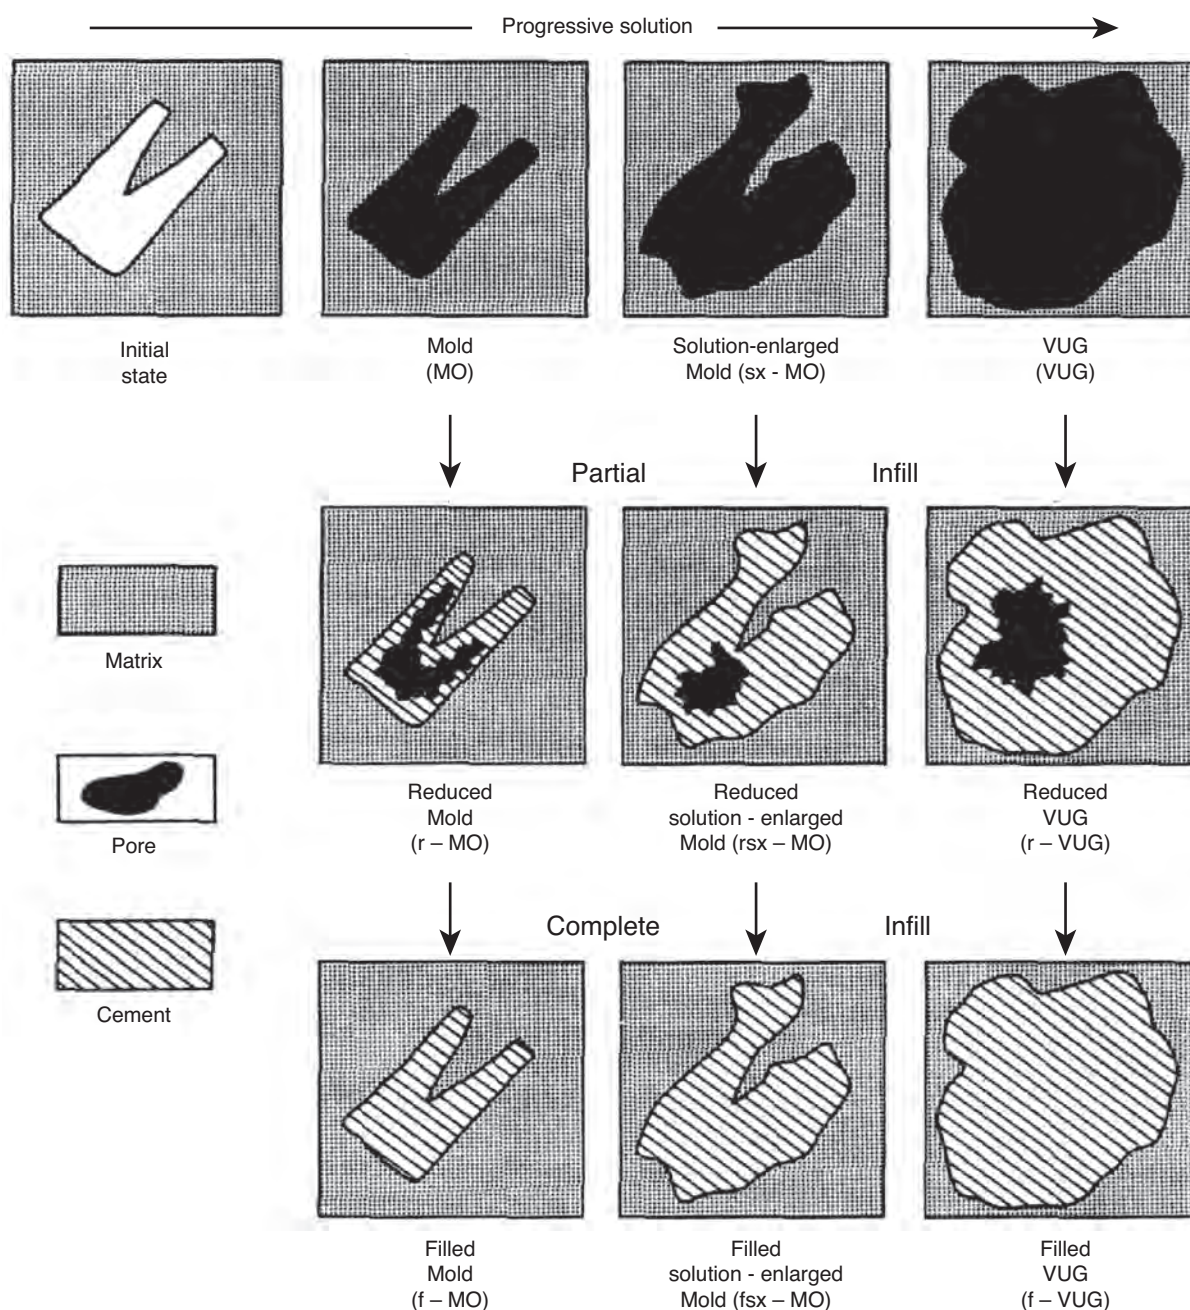 Progressive solution
Initial
state
Mold
(MO)
Solution-enlarged
Mold (sx - MO)
VUG
(VUG)
Partial Infill
Matrix
Pore
Cement
Reduced
Mold
(r – MO)
Reduced
solution - enlarged
Mold (rsx – MO)
Reduced
VUG
(r – VUG)
Complete Infill
Filled
Mold
(f – MO)
Filled
solution - enlarged
Mold (fsx – MO)
Filled
VUG
(f – VUG)